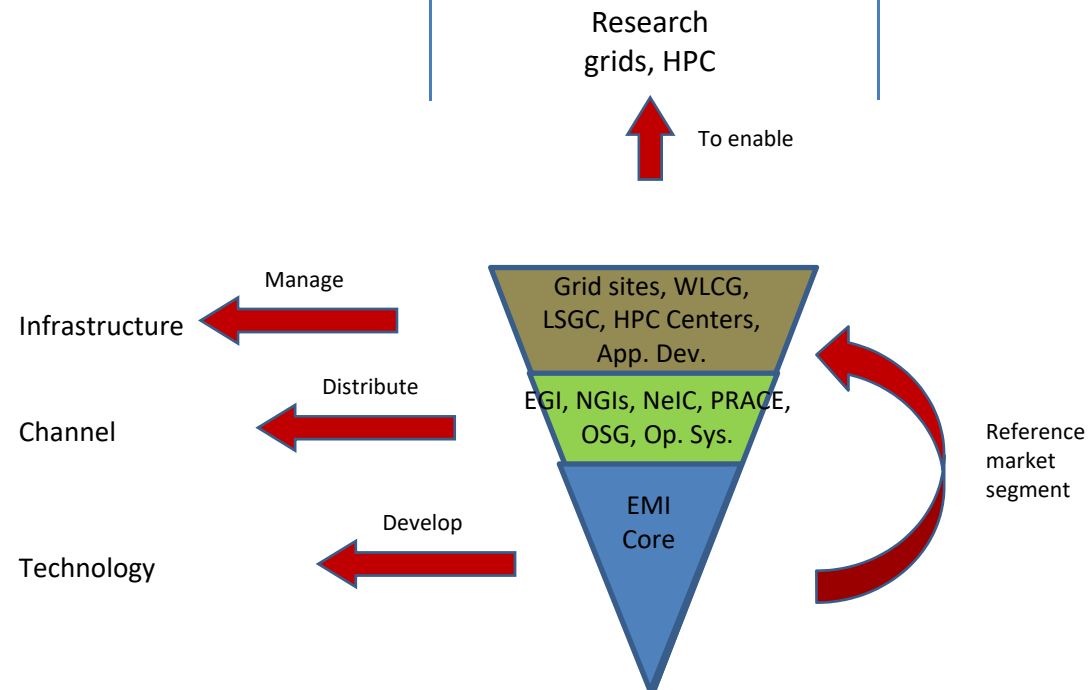 Research
grids, HPC
To enable
Manage
Infrastructure
Grid sites, WLCG,
LSGC, HPC Centers,
App. Dev.
Distribute
Channel
EGI, NGIs, NeIC, PRACE,
OSG, Op. Sys.
Reference
market
segment
Develop
Technology
EMI
Core